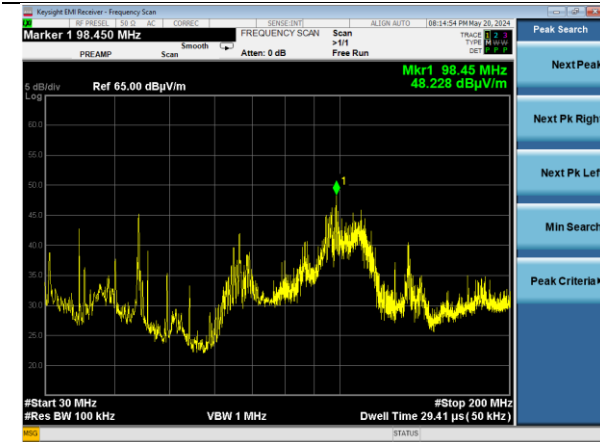 Keysight EMI Receiver - Frequency Scan
RF PRESEL 50 Ω AC CORREC SENSE:INT ALIGN AUTO 08:14:54 PM May 20, 2024
Marker 1 98.450 MHz
FREQUENCY SCAN Scan
TRACE 1 2 3
Smooth >1/1 TYPE M W W
PREAMP Scan Atten: 0 dB Free Run DET P P P
Peak Search
Mkr1 98.45 MHz
48.228 dBµV/m
5 dB/div Ref 65.00 dBµV/m
Log
Next Peak
60.0
Next Pk Righ
55.0
50.0
1
Next Pk Lef
45.0
Min Search
40.0
35.0
Peak Criteria
30.0
25.0
20.0
#Start 30 MHz #Stop 200 MHz
#Res BW 100 kHz VBW 1 MHz Dwell Time 29.41 µs (50 kHz)
MSG STATUS